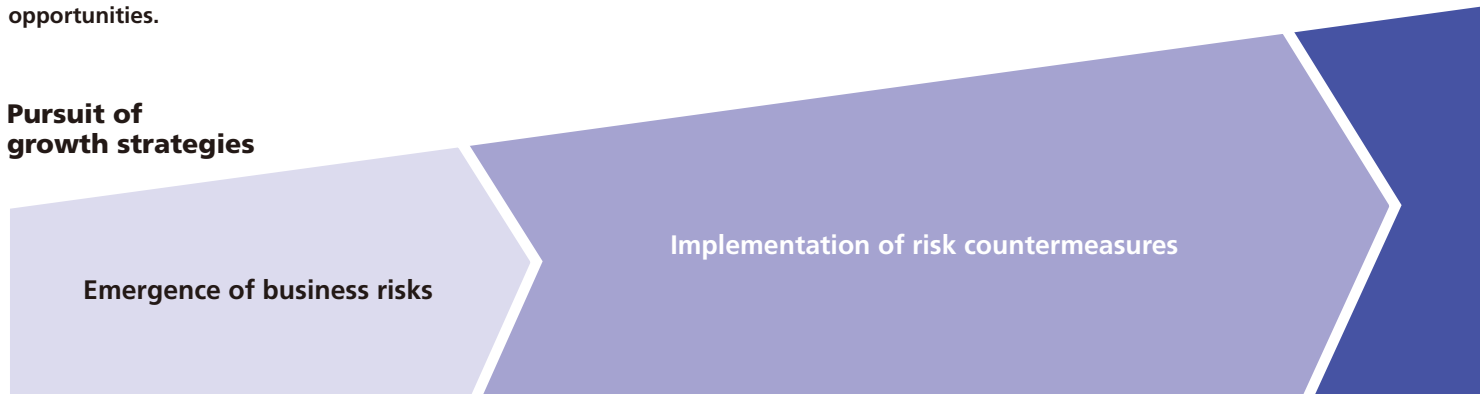 opportunities.
Pursuit of
growth strategies
Implementation of risk countermeasures
Emergence of business risks